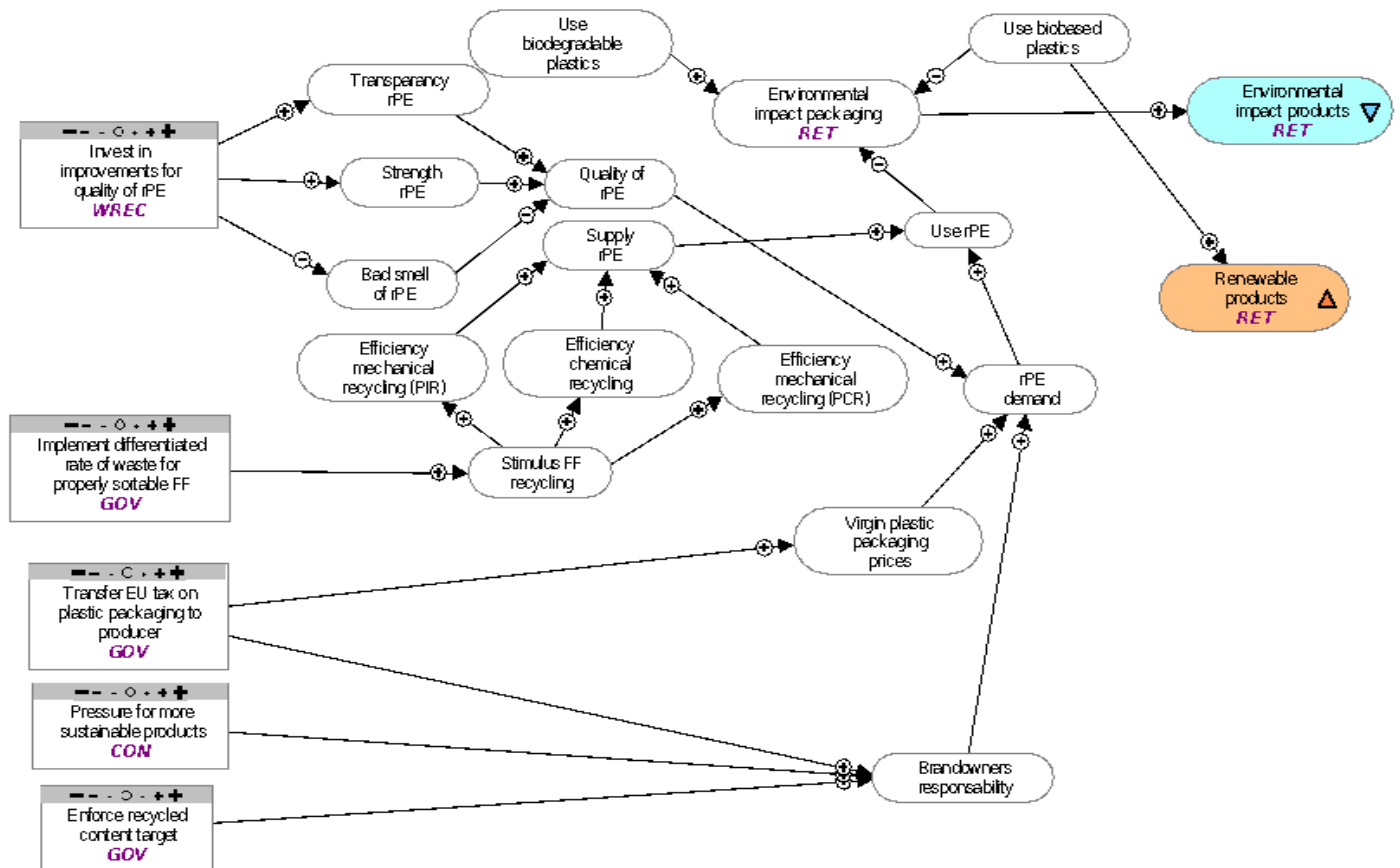 Use
biodegradable
plastics
Use biobased
plastics
Transparancy
rPE
Environmental
impact packaging
RET
Environmental
impact products
RET
Invest in
improvements for
quality of rPE
WREC
Strength
rPE
Quality of
rPE
Supply
rPE
Use rPE
Bad smell
of rPE
Renewable
products
RET
Efficiency
mechanical
recycling (PIR)
Efficiency
chemical
recycling
Efficiency
mechanical
recycling (PCR)
rPE
demand
Implement differentiated
rate of waste for
properly soitable FF
GOV
Stimulus FF
recycling
Virgin plastic
packaging
prices
Transfer EU tax on
plastic packaging to
producer
GOV
Pressure for more
sustainable products
CON
Brandowners
responsability
Enforce recycled
content target
GOV